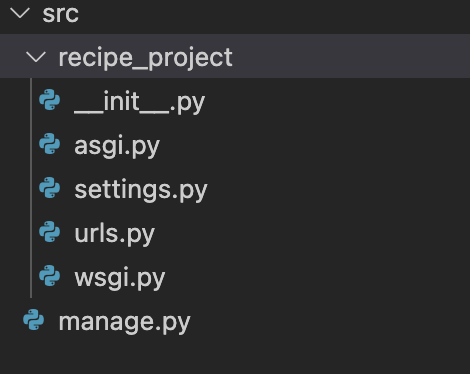 src
recipe_project
__init__.py
asgi.py
settings.py
urls.py
wsgi.py
manage.py